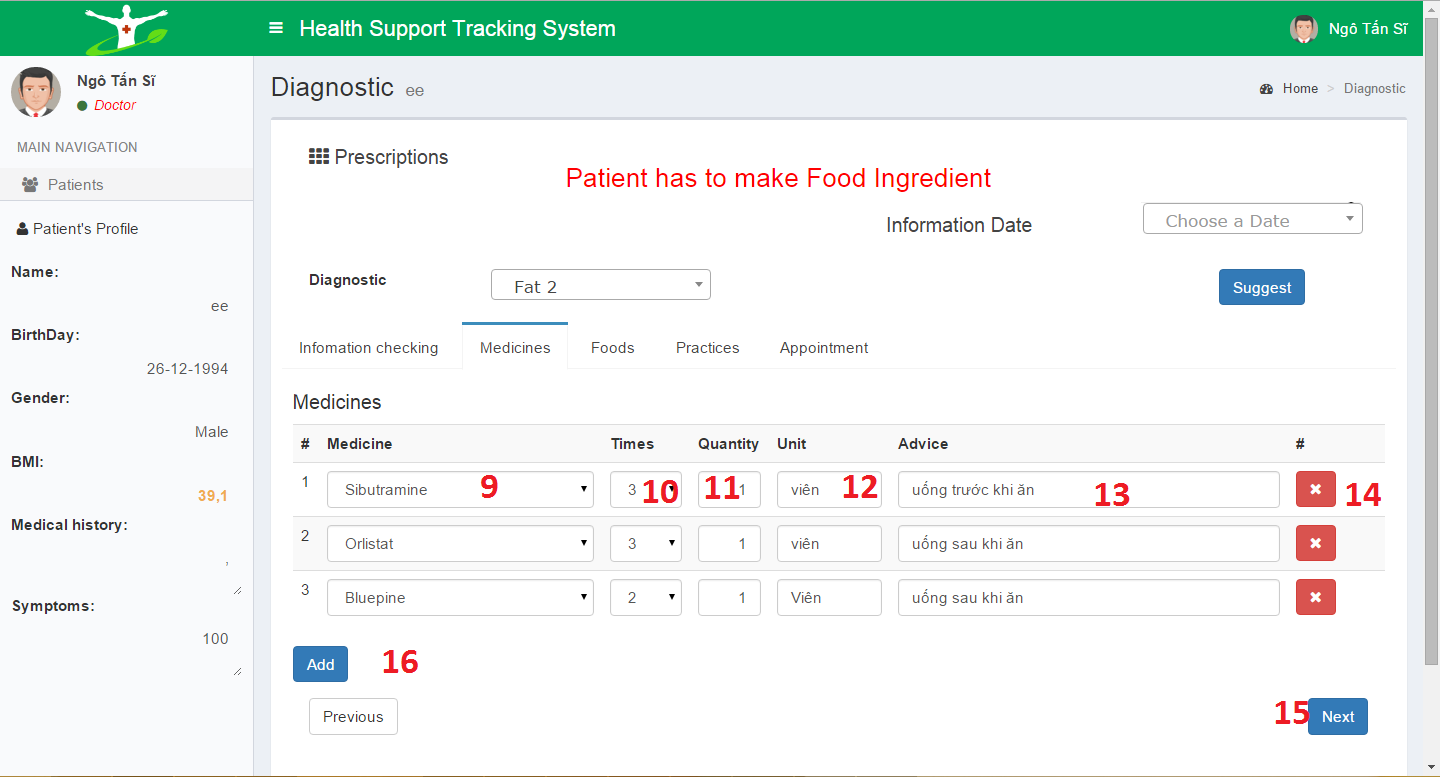 Health Support Tracking System
Ngô Tấn Sĩ
Ngô Tấn Sĩ
Doctor
MAIN NAVIGATION
Patients
Patient's Profile
Name:
ee
BirthDay:
26-12-1994
Gender:
Male
BMI:
39,1
Medical history:
,
Symptoms:
100
Diagnostic ee
Home > Diagnostic
Prescriptions
Patient has to make Food Ingredient
Information Date Choose a Date
Diagnostic Fat 2 Suggest
Infomation checking Medicines Foods Practices Appointment
Medicines
# Medicine Times Quantity Unit Advice #
1 Sibutramine 9 3 10 11 1 viên 12 uống trước khi ăn 13 14
2 Orlistat 3 1 viên uống sau khi ăn
3 Bluepine 2 1 Viên uống sau khi ăn
Add 16
Previous 15 Next